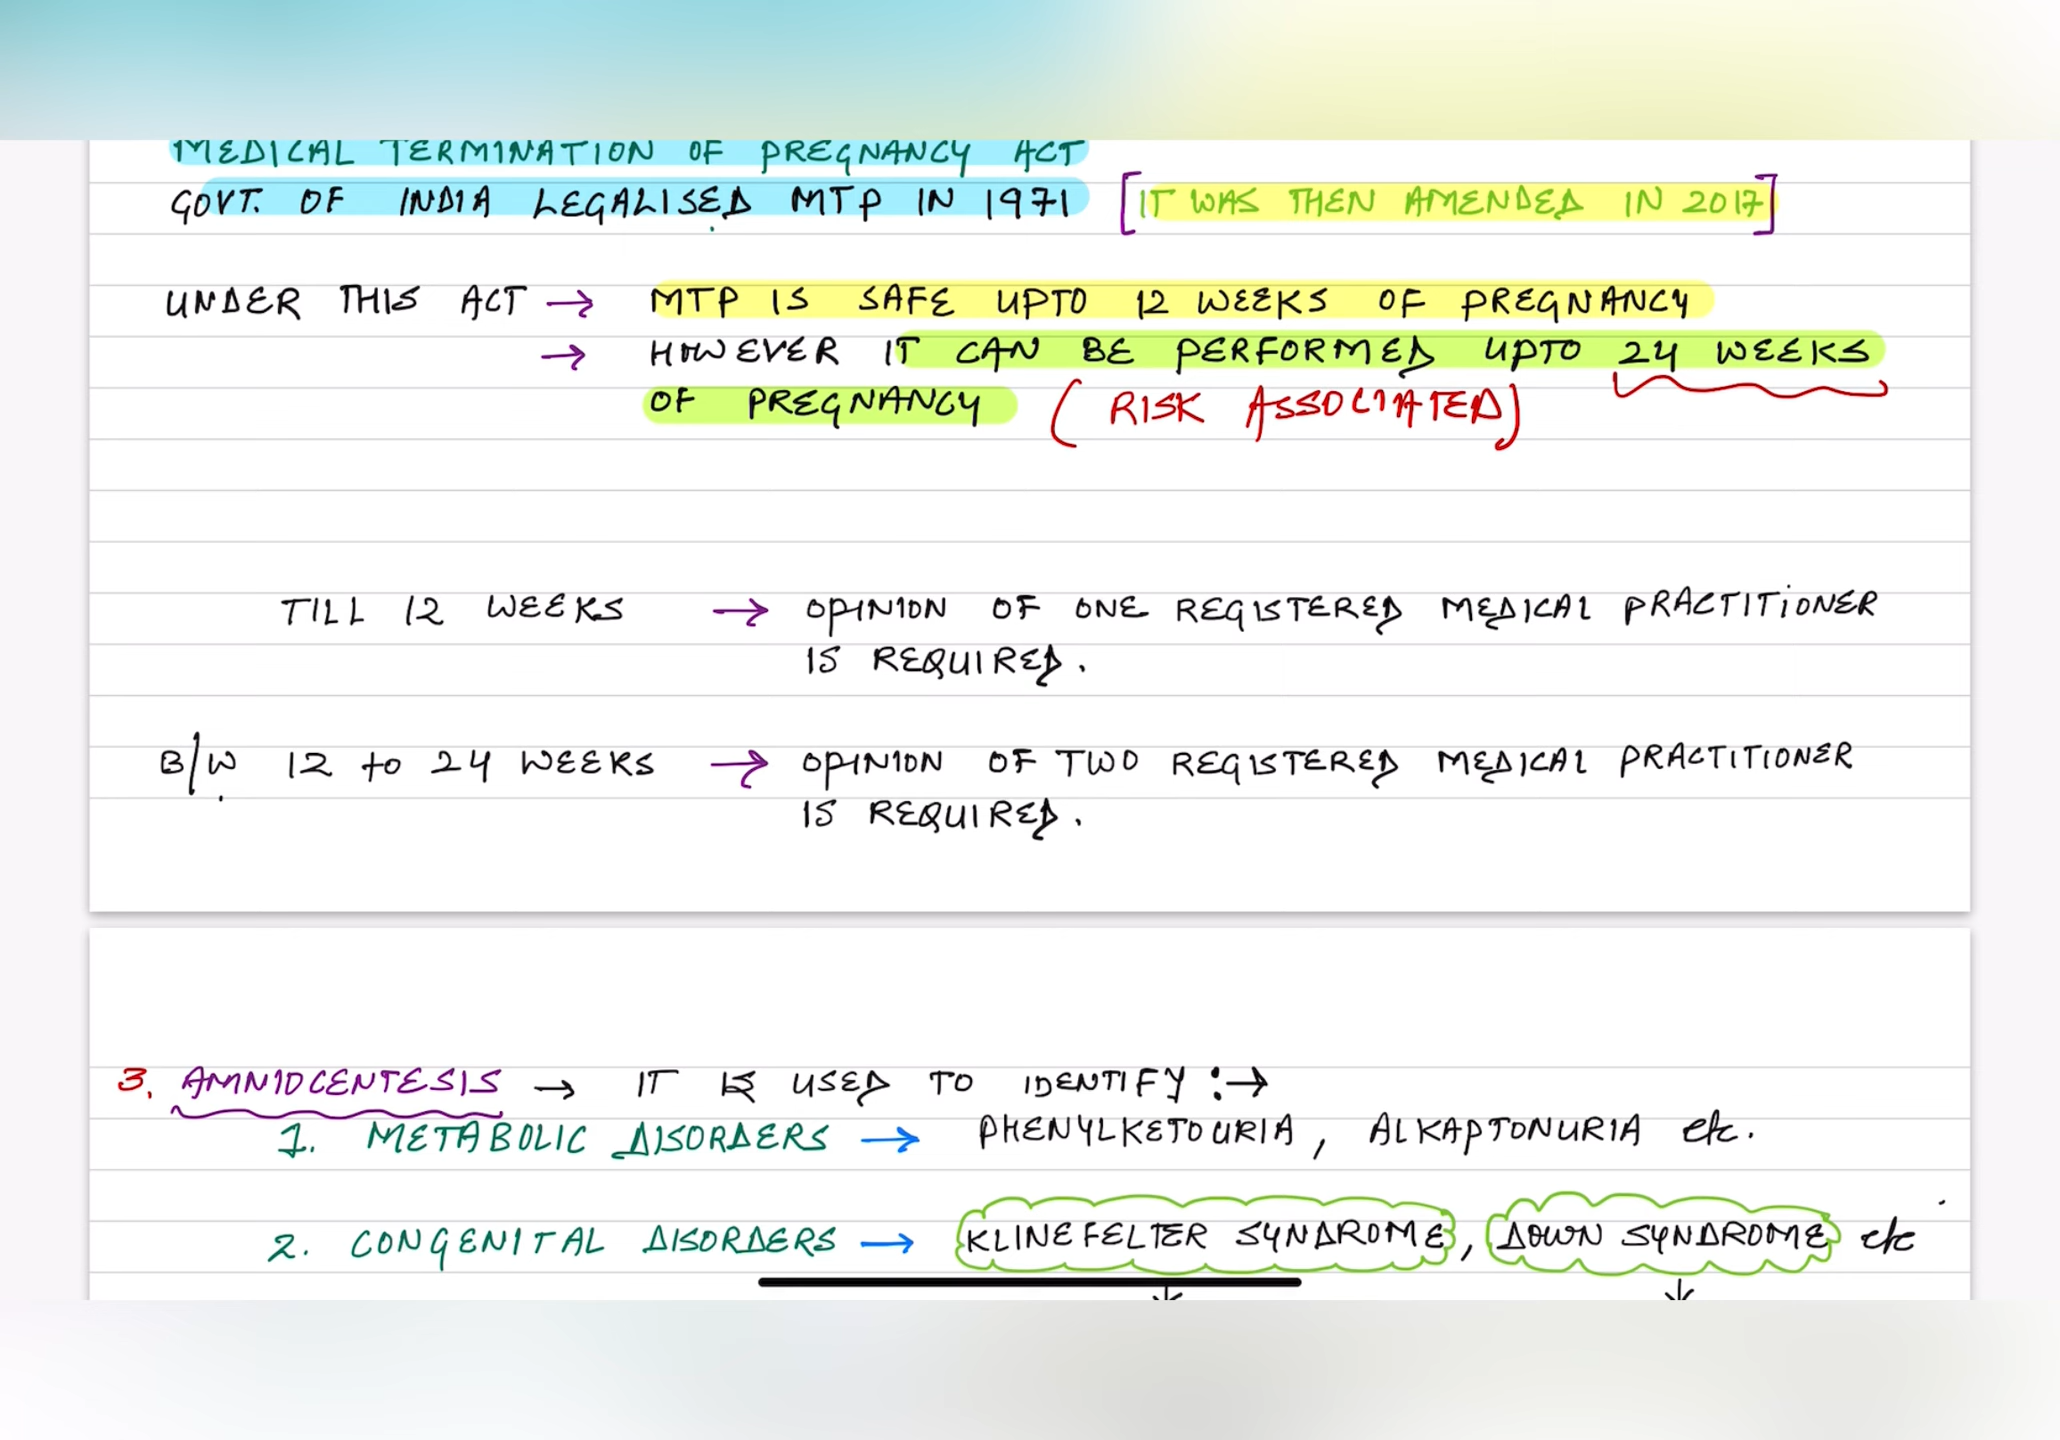 MEDICAL TERMINATION OF PREGNANCY ACT
GOVT. OF INDIA LEGALISED MTP IN 1971 [IT WAS THEN AMENDED IN 2017]
UNDER THIS ACT → MTP IS SAFE UPTO 12 WEEKS OF PREGNANCY
→ HOWEVER IT CAN BE PERFORMED UPTO 24 WEEKS
OF PREGNANCY (RISK ASSOCIATED)
TILL 12 WEEKS → OPINION OF ONE REGISTERED MEDICAL PRACTITIONER
IS REQUIRED.
B/W 12 to 24 WEEKS → OPINION OF TWO REGISTERED MEDICAL PRACTITIONER
IS REQUIRED.
3. AMNIOCENTESIS → IT IS USED TO IDENTIFY :→
1. METABOLIC DISORDERS → PHENYLKETOURIA, ALKAPTONURIA etc.
2. CONGENITAL DISORDERS → KLINEFELTER SYNDROME, DOWN SYNDROME etc